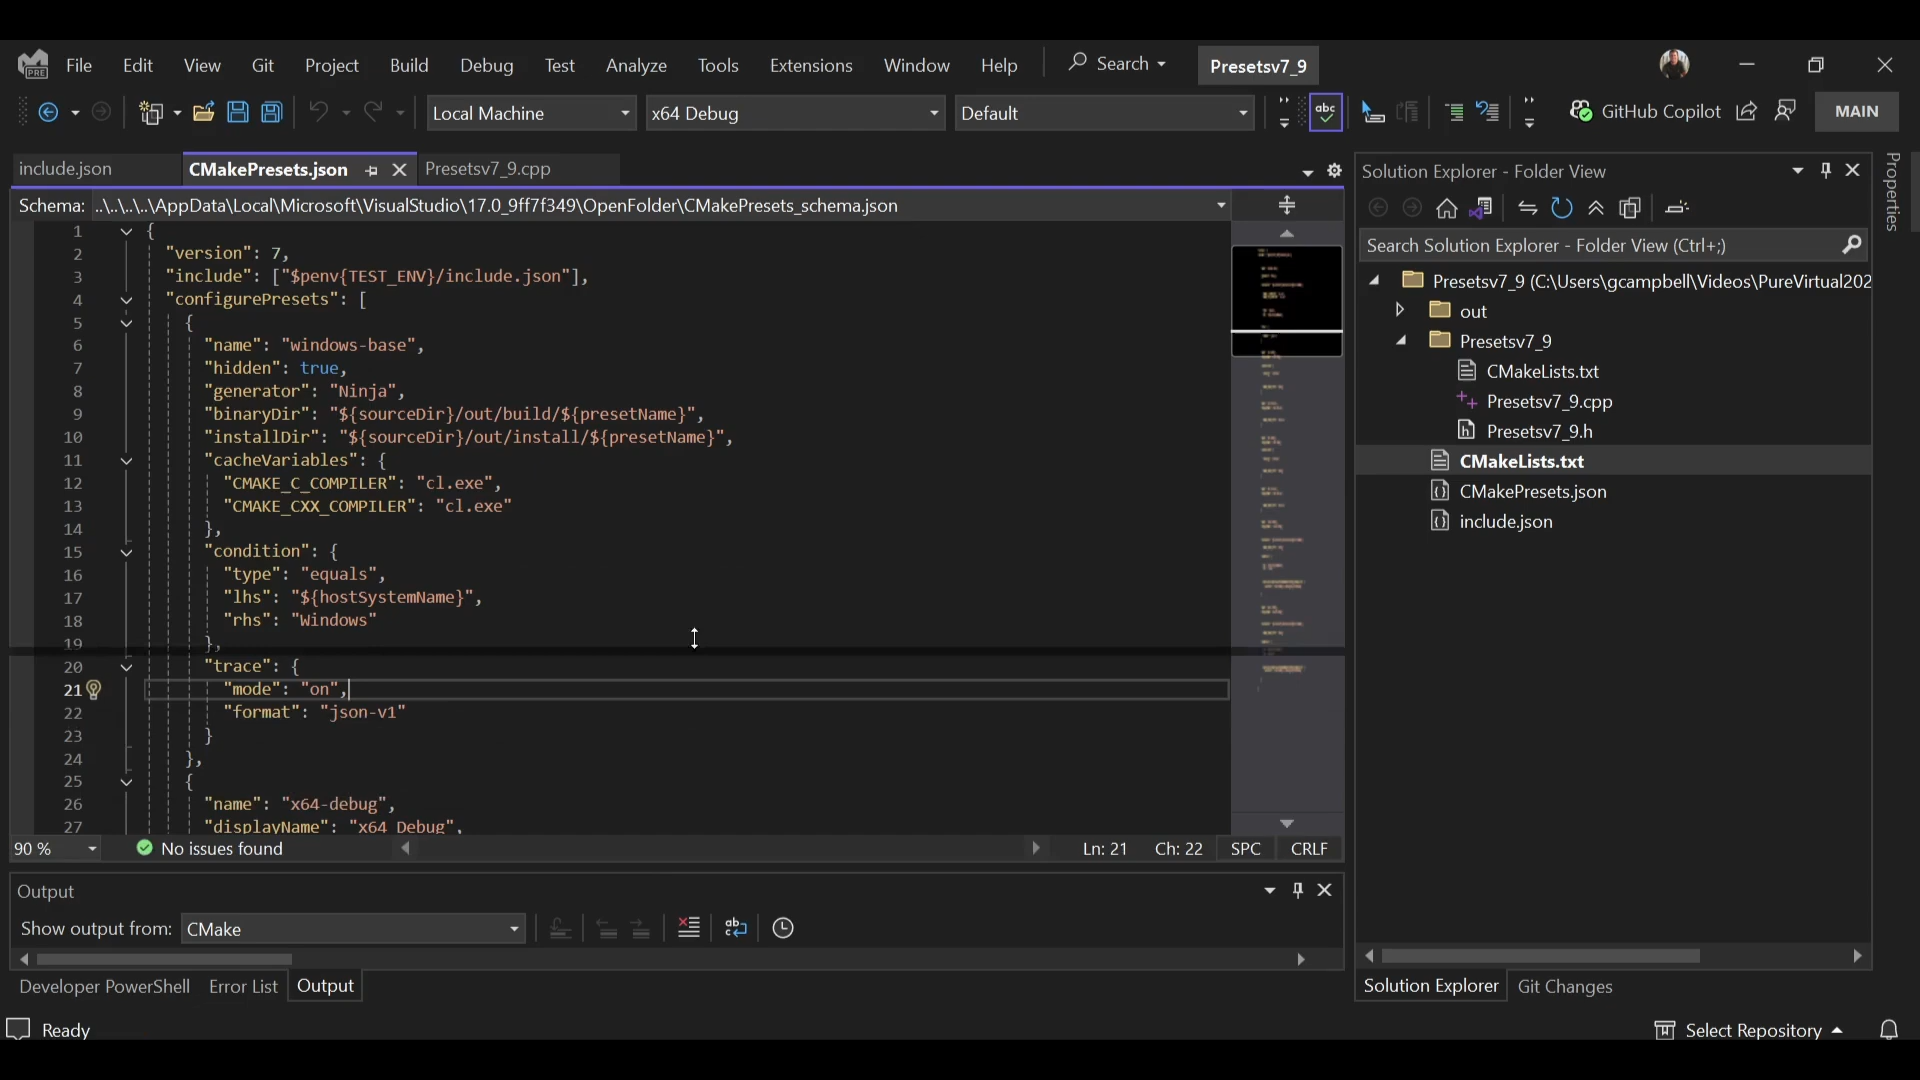 PRE File Edit View Git Project Build Debug Test Analyze Tools Extensions Window Help Search Presetsv7_9
Local Machine x64 Debug Default abc GitHub Copilot MAIN
include.json CMakePresets.json Presetsv7_9.cpp
Schema: ..\..\..\..\AppData\Local\Microsoft\VisualStudio\17.0_9ff7f349\OpenFolder\CMakePresets_schema.json
1 {
2 "version": 7,
3 "include": ["$penv{TEST_ENV}/include.json"],
4 "configurePresets": [
5 {
6 "name": "windows-base",
7 "hidden": true,
8 "generator": "Ninja",
9 "binaryDir": "${sourceDir}/out/build/${presetName}",
10 "installDir": "${sourceDir}/out/install/${presetName}",
11 "cacheVariables": {
12 "CMAKE_C_COMPILER": "cl.exe",
13 "CMAKE_CXX_COMPILER": "cl.exe"
14 },
15 "condition": {
16 "type": "equals",
17 "lhs": "${hostSystemName}",
18 "rhs": "Windows"
19 },
20 "trace": {
21 "mode": "on",
22 "format": "json-v1"
23 }
24 },
25 {
26 "name": "x64-debug",
27 "displayName": "x64 Debug",
90 % No issues found Ln: 21 Ch: 22 SPC CRLF
Output
Show output from: CMake
Developer PowerShell Error List Output
Solution Explorer - Folder View
Search Solution Explorer - Folder View (Ctrl+;)
Presetsv7_9 (C:\Users\gcampbell\Videos\PureVirtual202
out
Presetsv7_9
CMakeLists.txt
Presetsv7_9.cpp
Presetsv7_9.h
CMakeLists.txt
CMakePresets.json
include.json
Solution Explorer Git Changes
Properties
Ready Select Repository